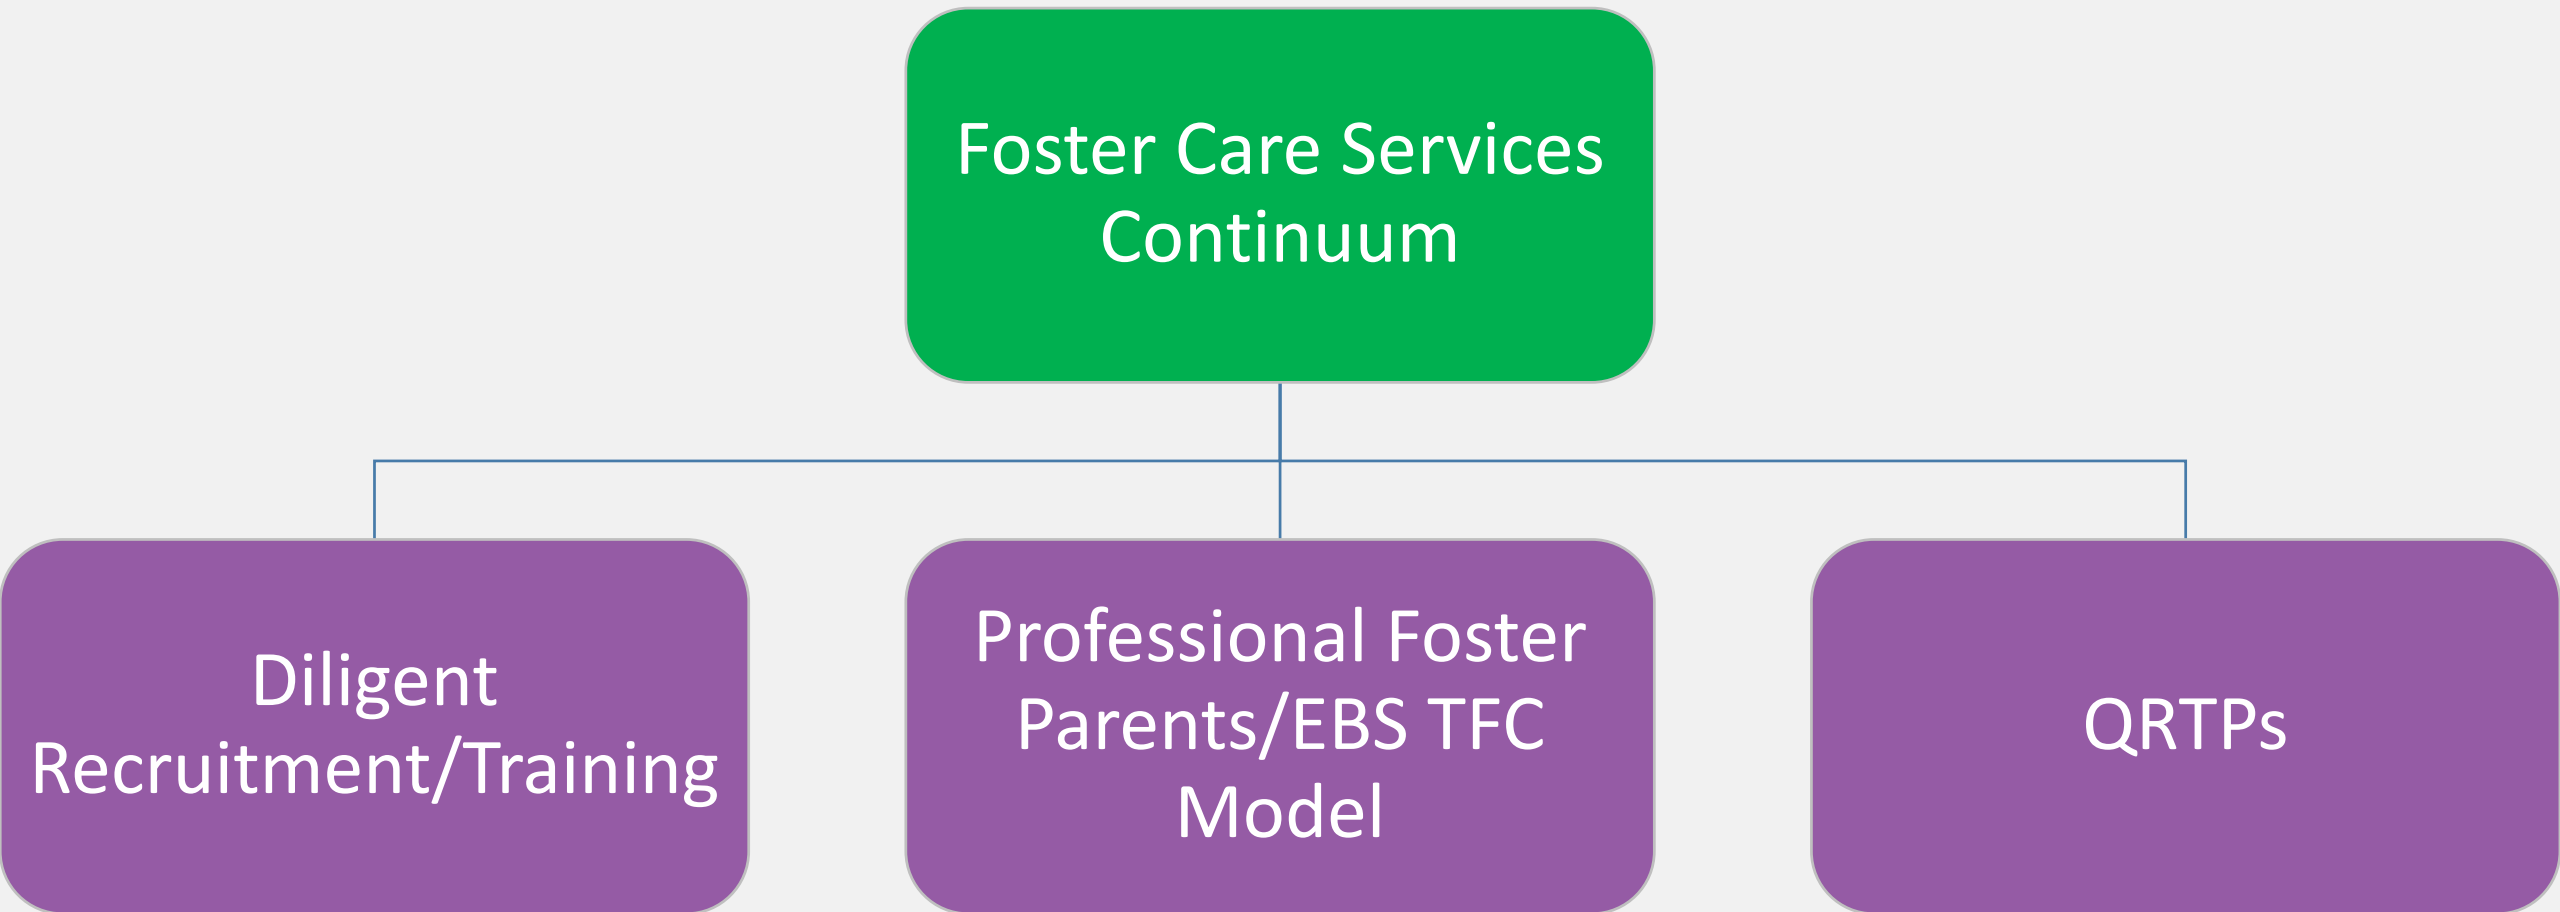 Foster Care Services
Continuum
Diligent
Recruitment/Training
Professional Foster
Parents/EBS TFC
Model
QRTPs